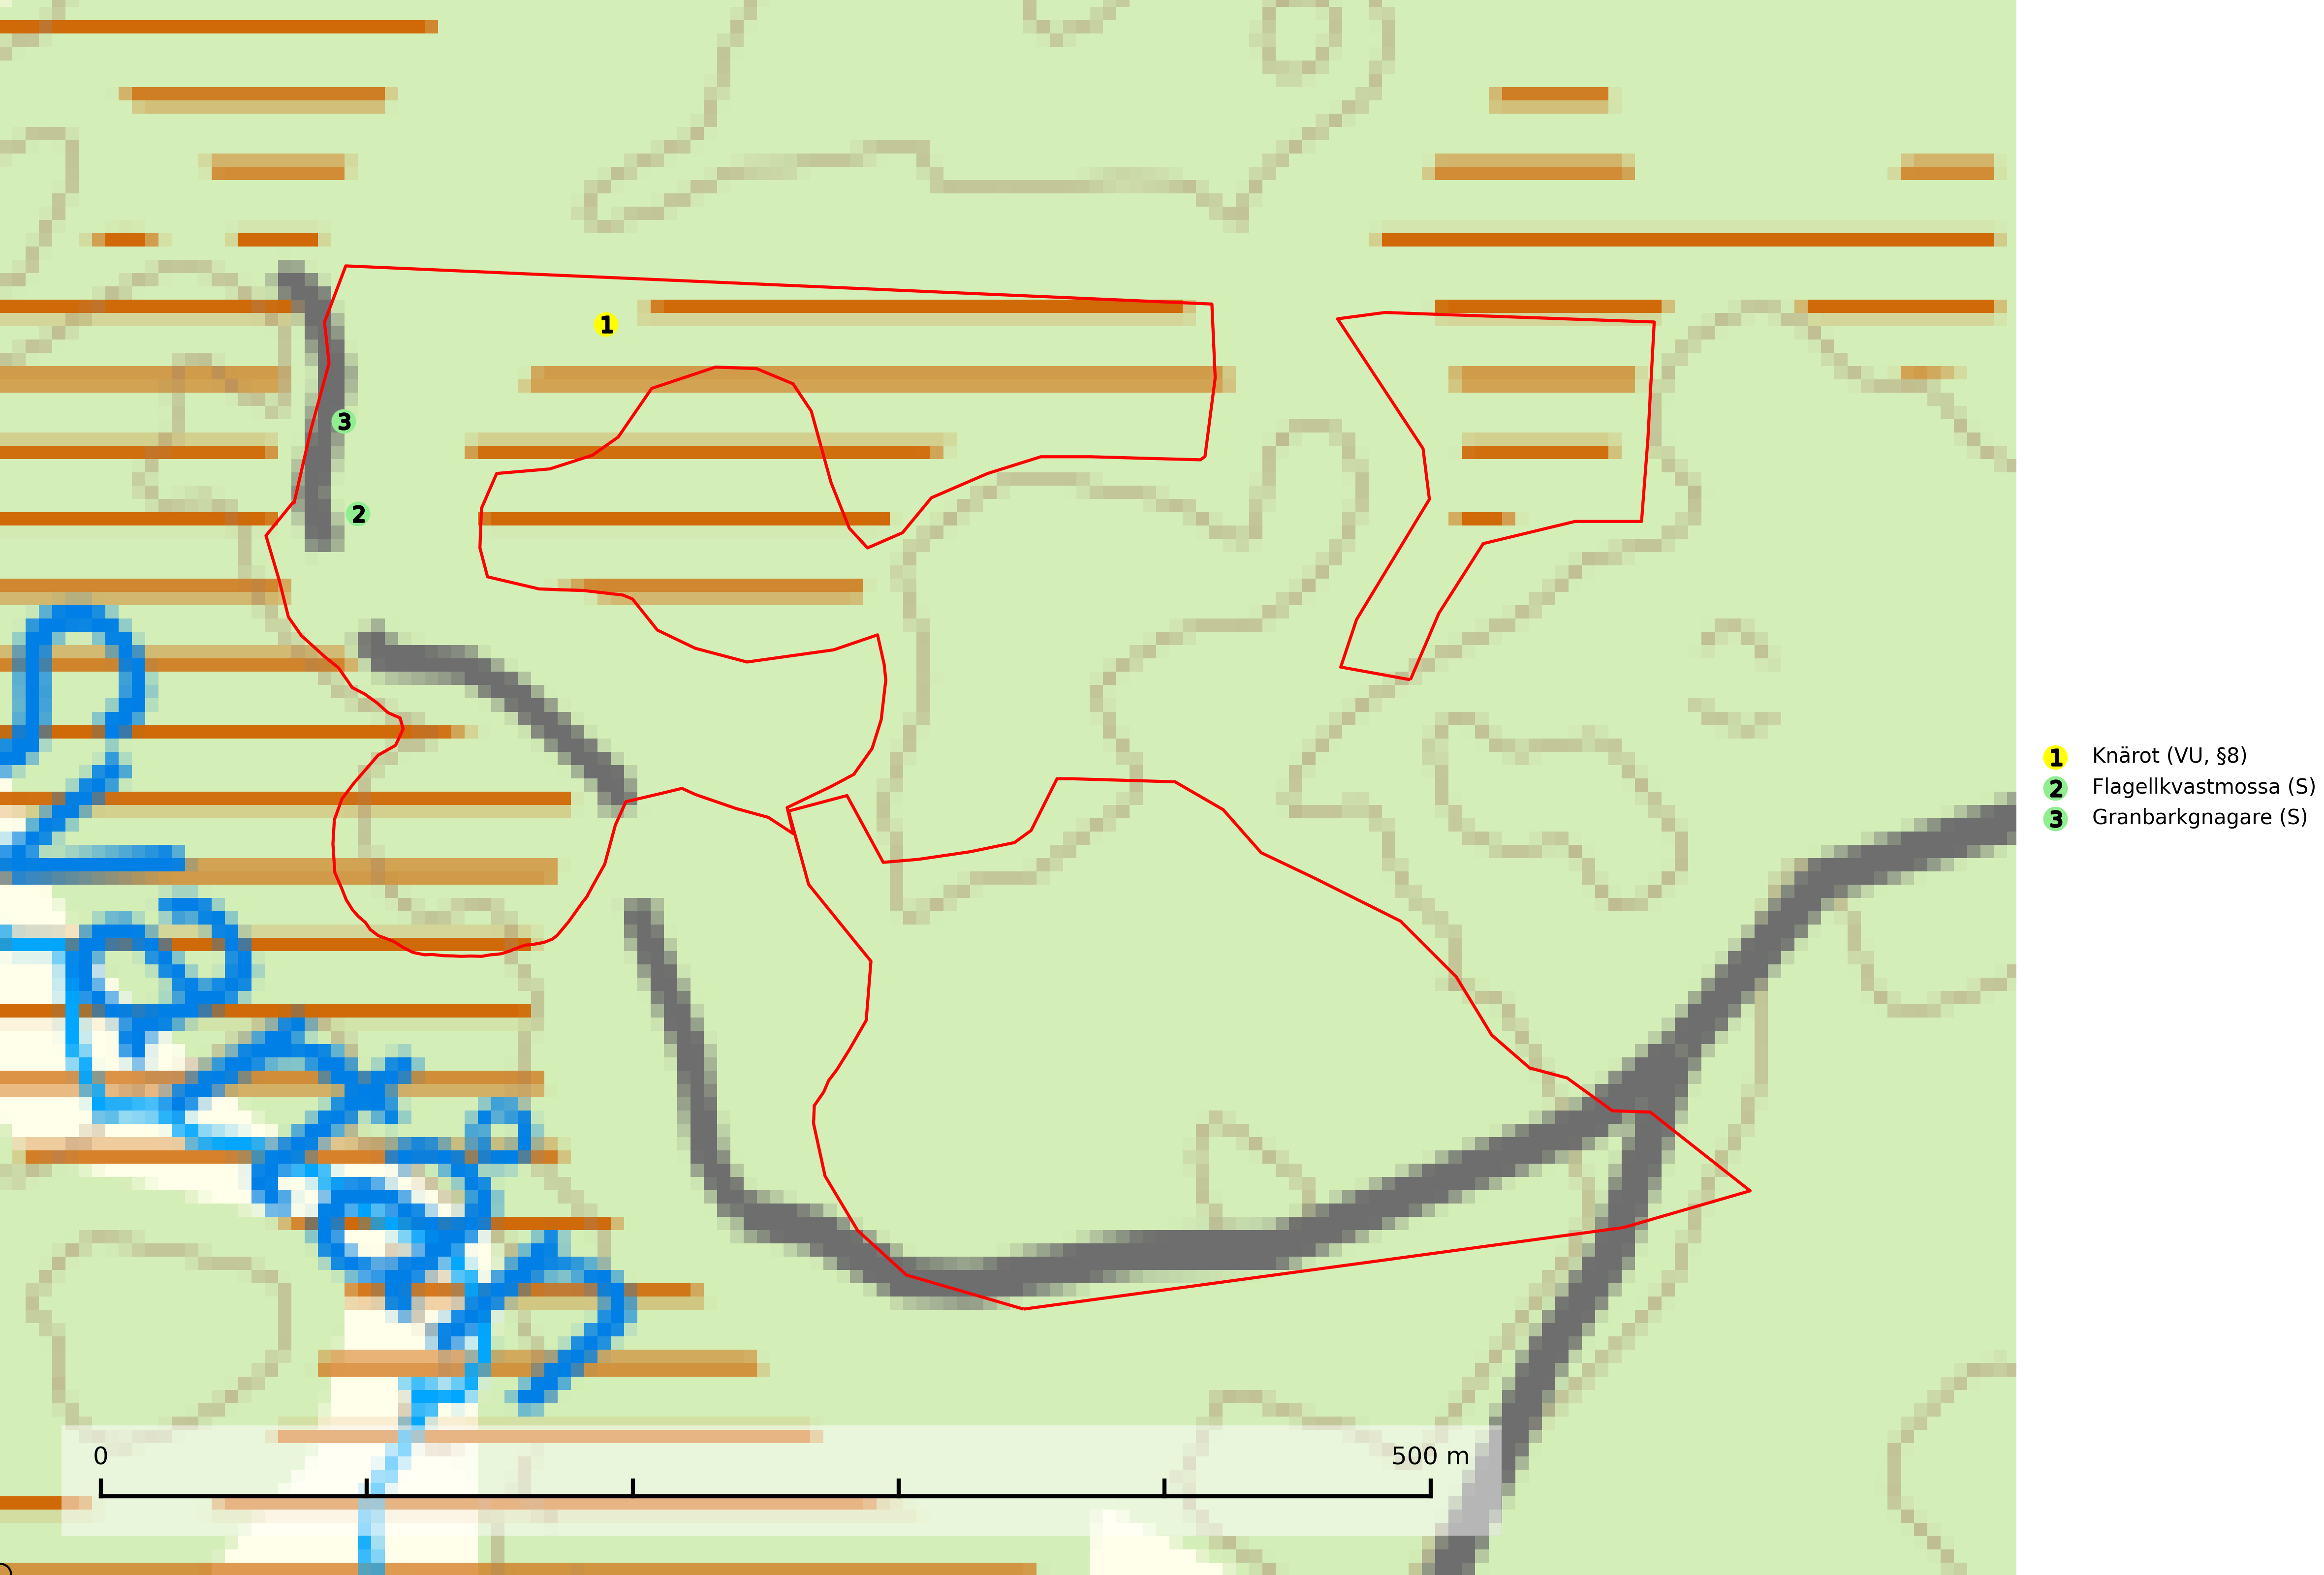 1
3
2
1 Knärot (VU, §8)
2 Flagellkvastmossa (S)
3 Granbarkgnagare (S)
0 500 m